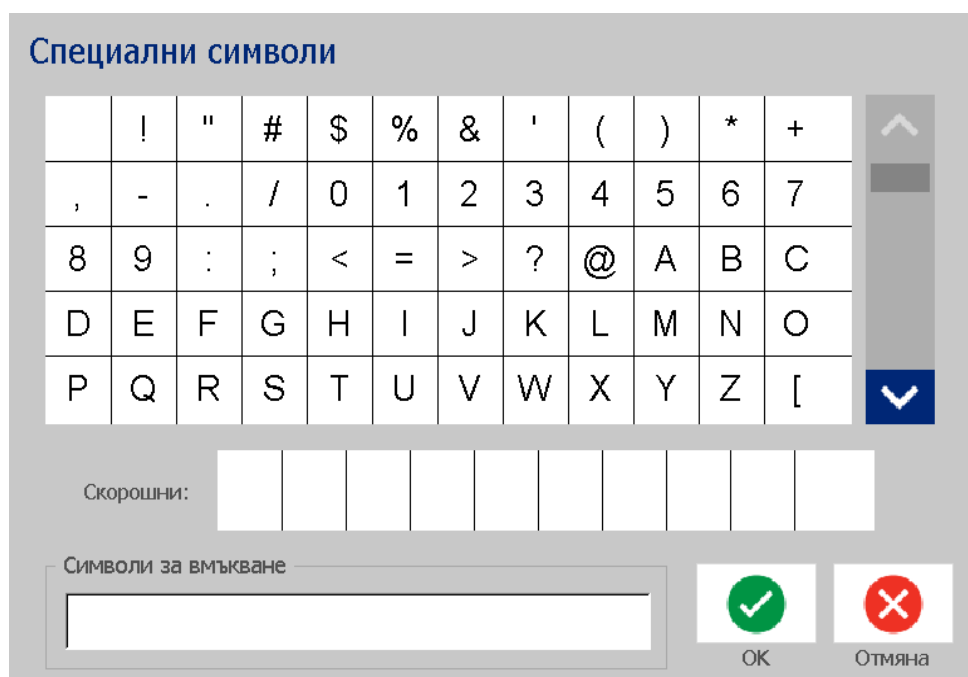 Специални символи
! " # $ % & ' ( ) * +
, - . / 0 1 2 3 4 5 6 7
8 9 : ; < = > ? @ A B C
D E F G H I J K L M N O
P Q R S T U V W X Y Z [
Скорошни:
Символи за вмъкване
OK Отмяна